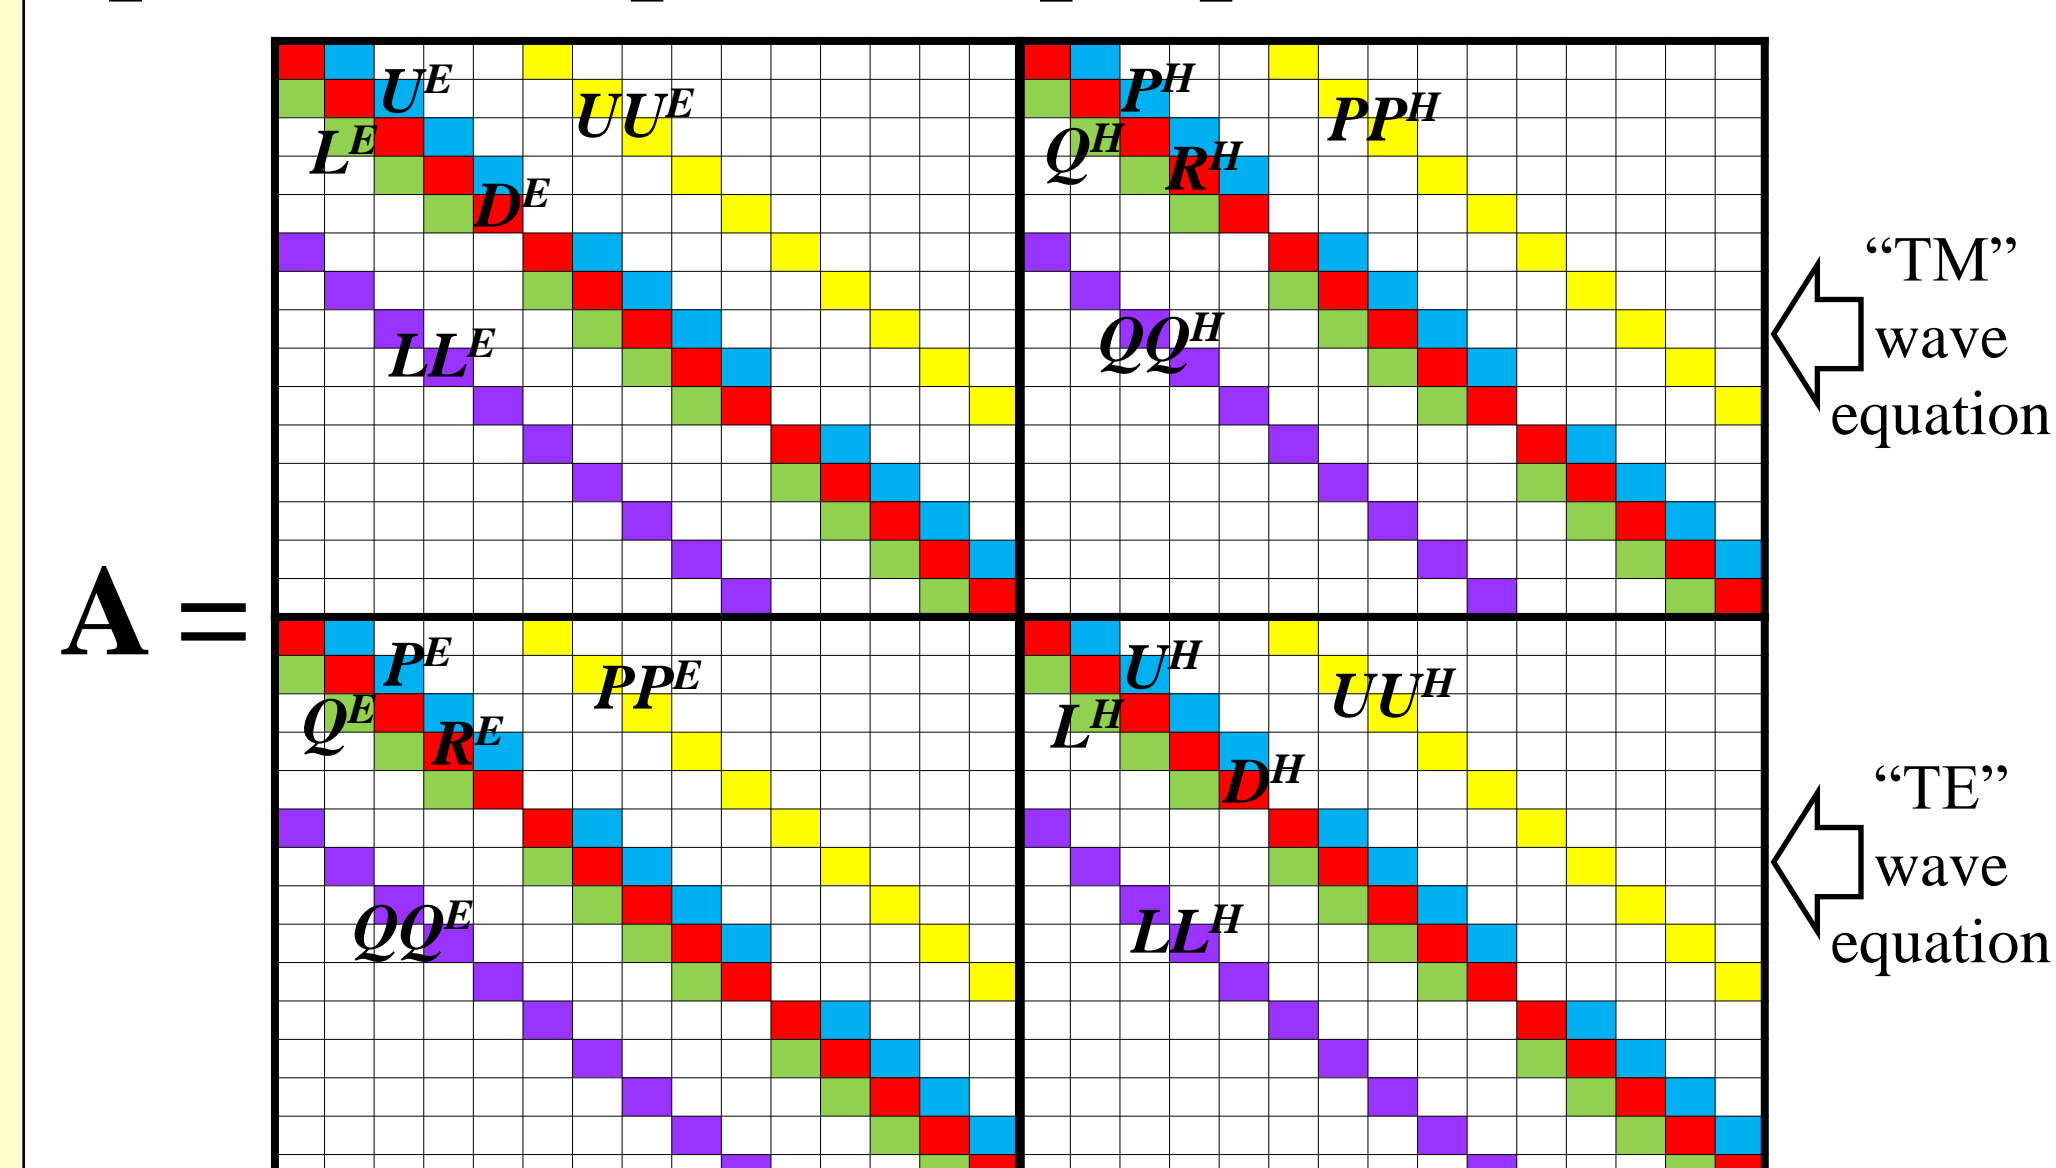 U^E
UU^E
P^H
PP^H
L^E
Q^H
R^H
D^E
LL^E
QQ^H
“TM”
wave
equation
A =
P^E
PP^E
U^H
UU^H
Q^E
R^E
L^H
D^H
QQ^E
LL^H
“TE”
wave
equation